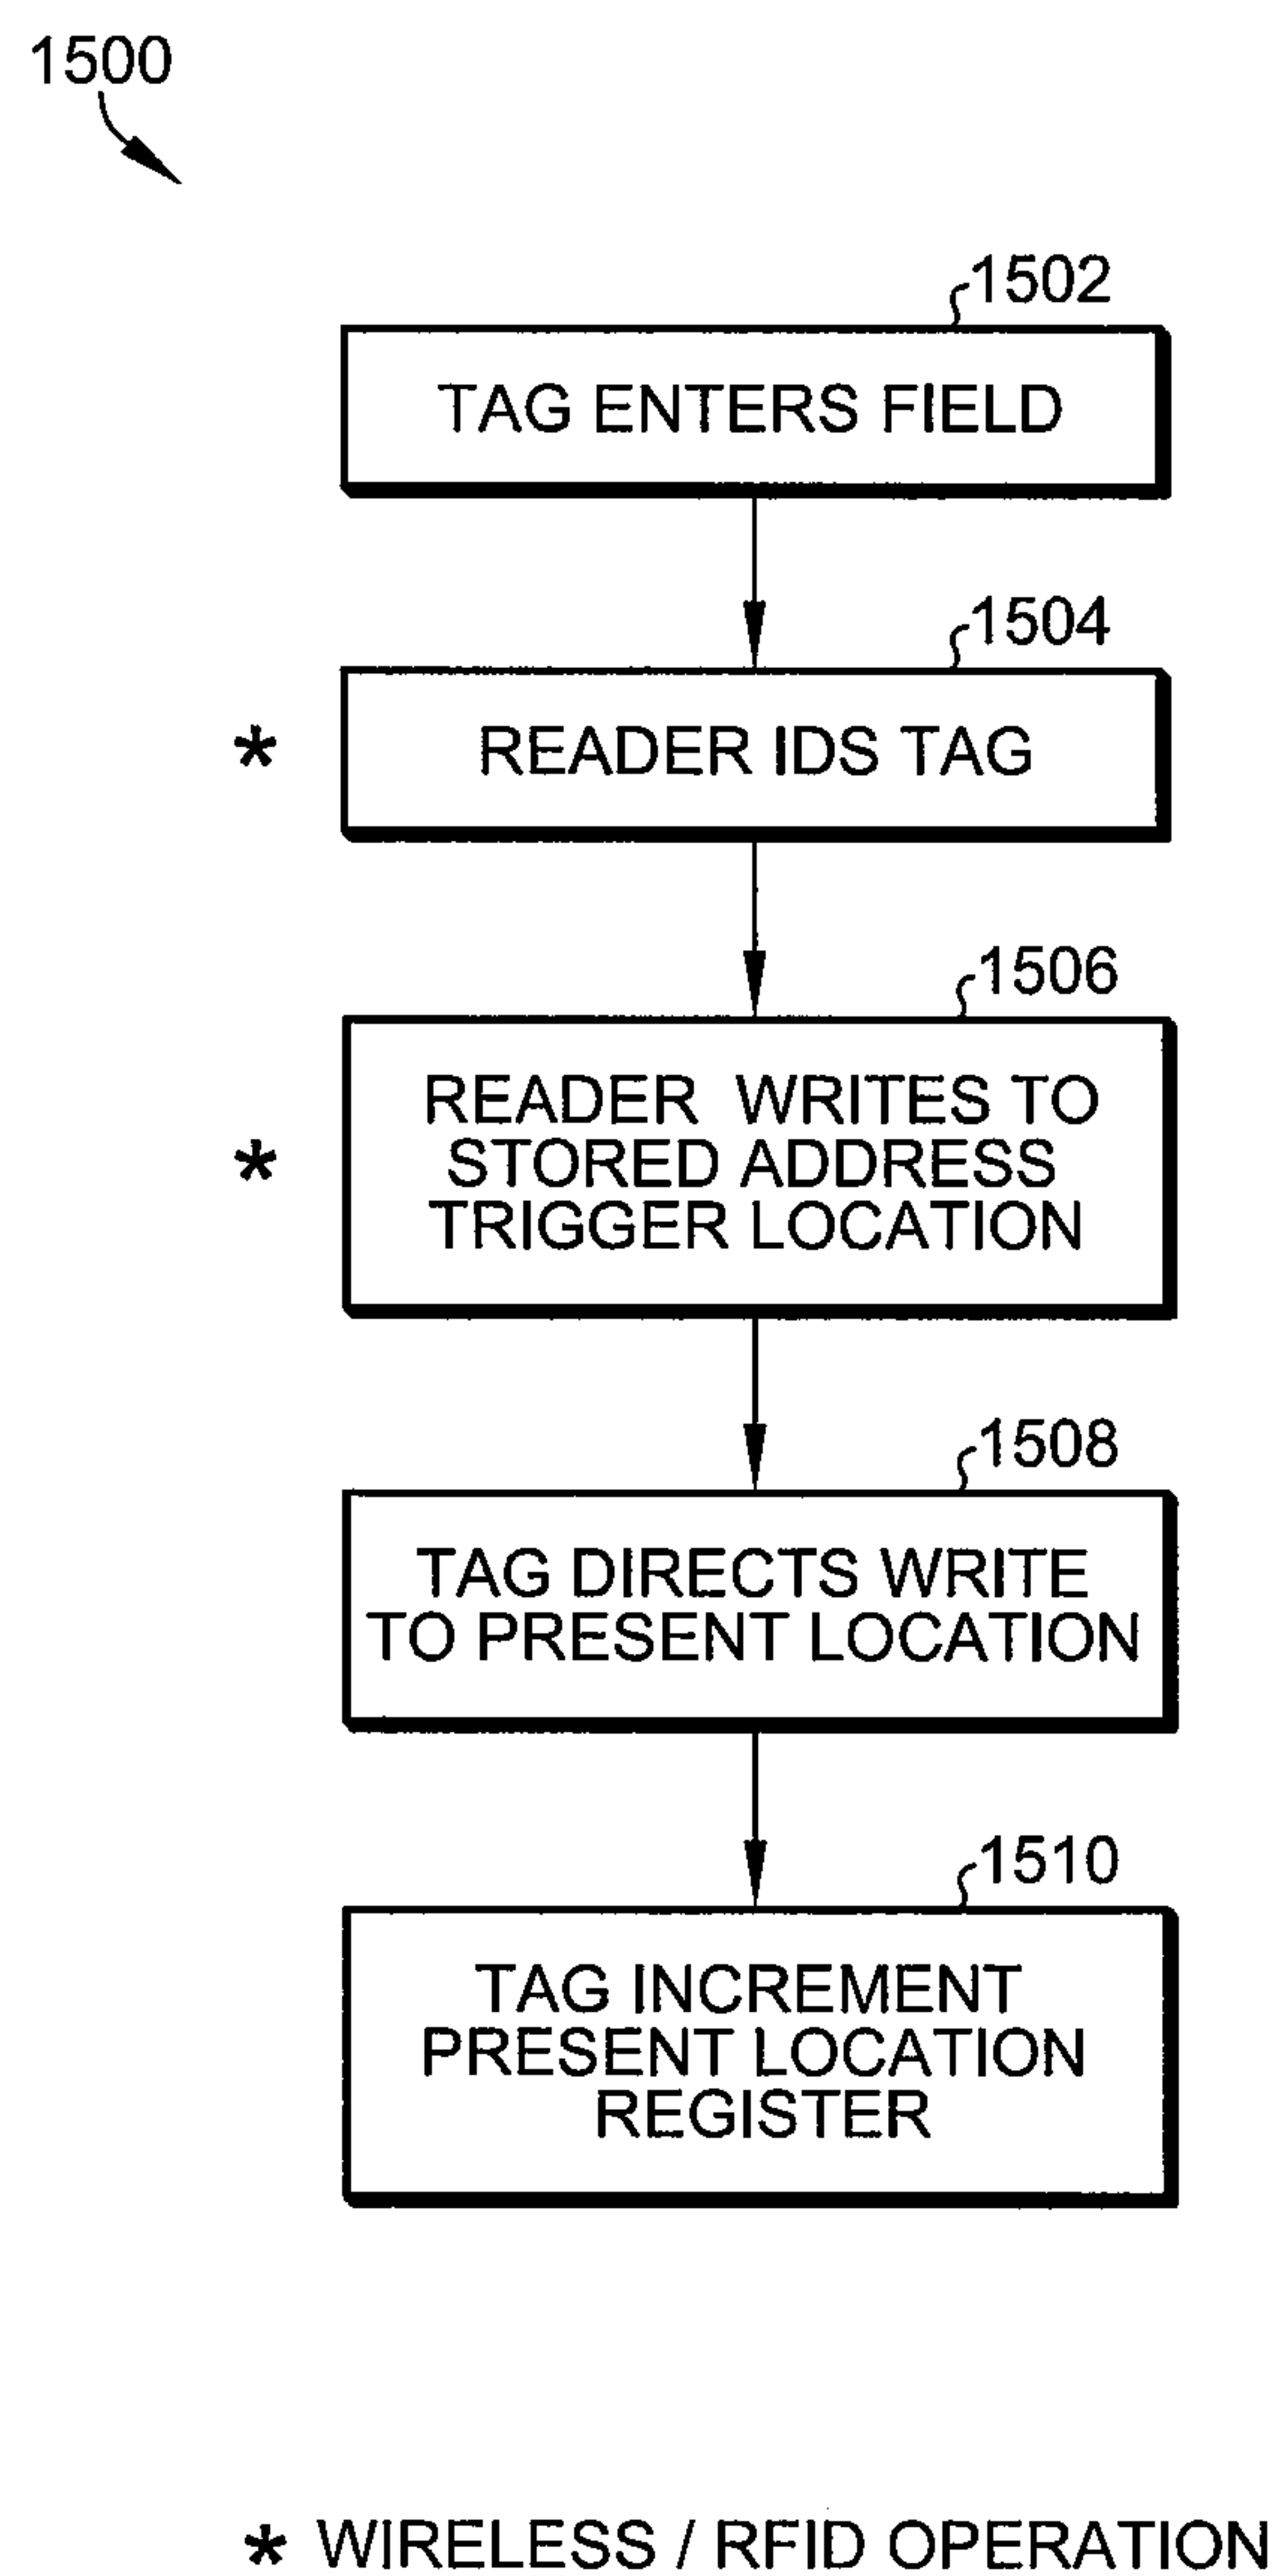 1500
1502
TAG ENTERS FIELD
1504
* READER IDS TAG
1506
READER WRITES TO
* STORED ADDRESS
TRIGGER LOCATION
1508
TAG DIRECTS WRITE
TO PRESENT LOCATION
1510
TAG INCREMENT
PRESENT LOCATION
REGISTER
* WIRELESS / RFID OPERATION